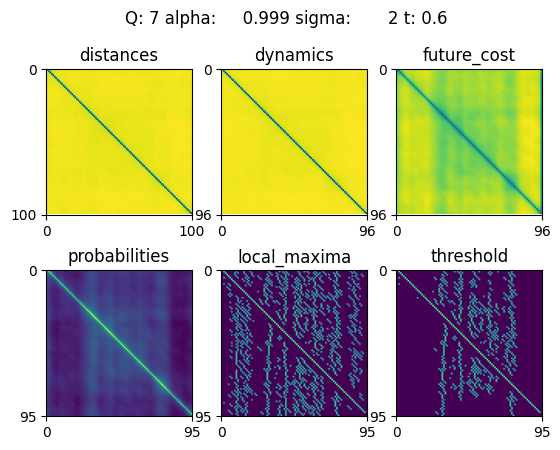 Q: 7 alpha: 0.999 sigma: 2 t: 0.6
distances dynamics future_cost
0 0 0
100 96 96
0 100 0 96 0 96
probabilities local_maxima threshold
0 0 0
95 95 95
0 95 0 95 0 95